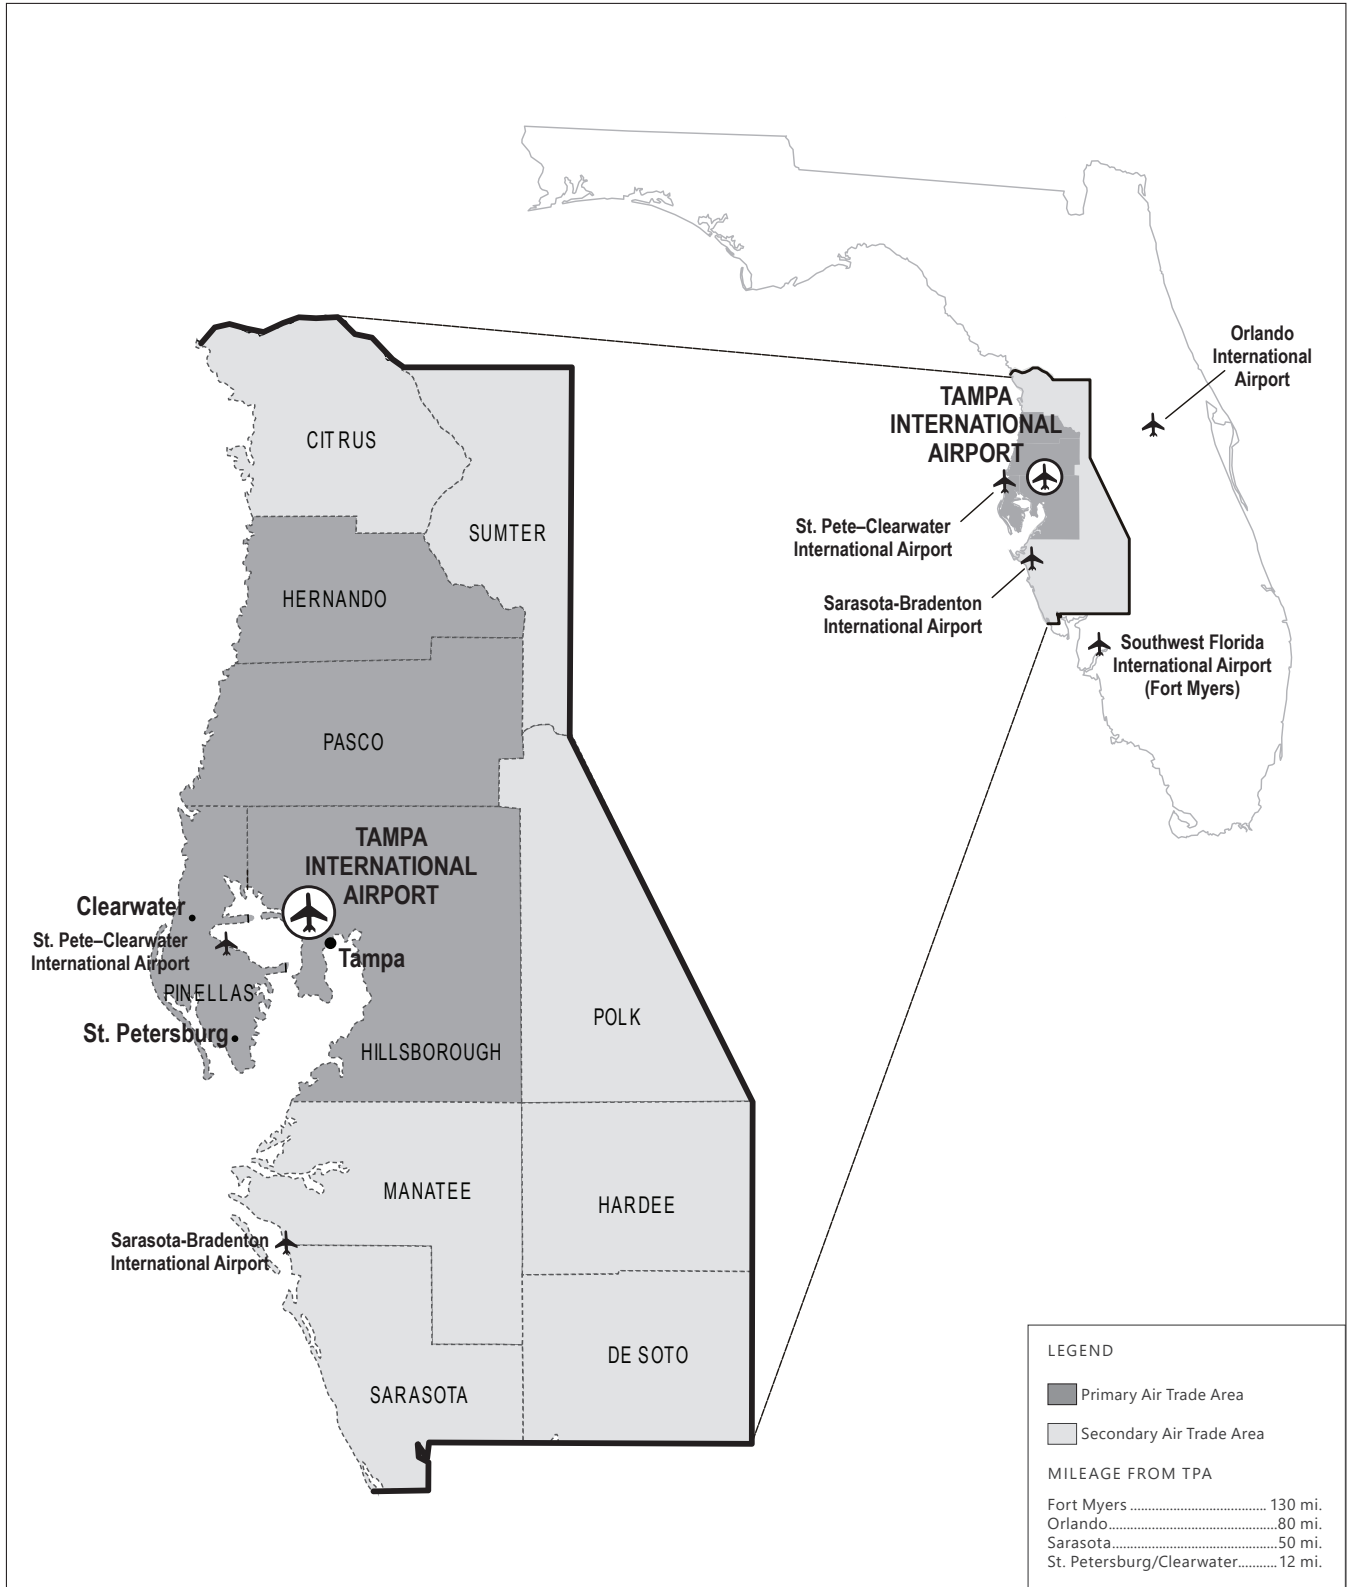 Orlando
International
Airport
TAMPA
INTERNATIONAL
AIRPORT
St. Pete–Clearwater
International Airport
Sarasota-Bradenton
International Airport
Southwest Florida
International Airport
(Fort Myers)
CITRUS
SUMTER
HERNANDO
PASCO
TAMPA
INTERNATIONAL
AIRPORT
Clearwater
St. Pete–Clearwater
International Airport
Tampa
PINELLAS
St. Petersburg
HILLSBOROUGH
POLK
MANATEE
HARDEE
Sarasota-Bradenton
International Airport
DE SOTO
SARASOTA
LEGEND
Primary Air Trade Area
Secondary Air Trade Area
MILEAGE FROM TPA
Fort Myers ...................................... 130 mi.
Orlando..............................................80 mi.
Sarasota.............................................50 mi.
St. Petersburg/Clearwater...........12 mi.